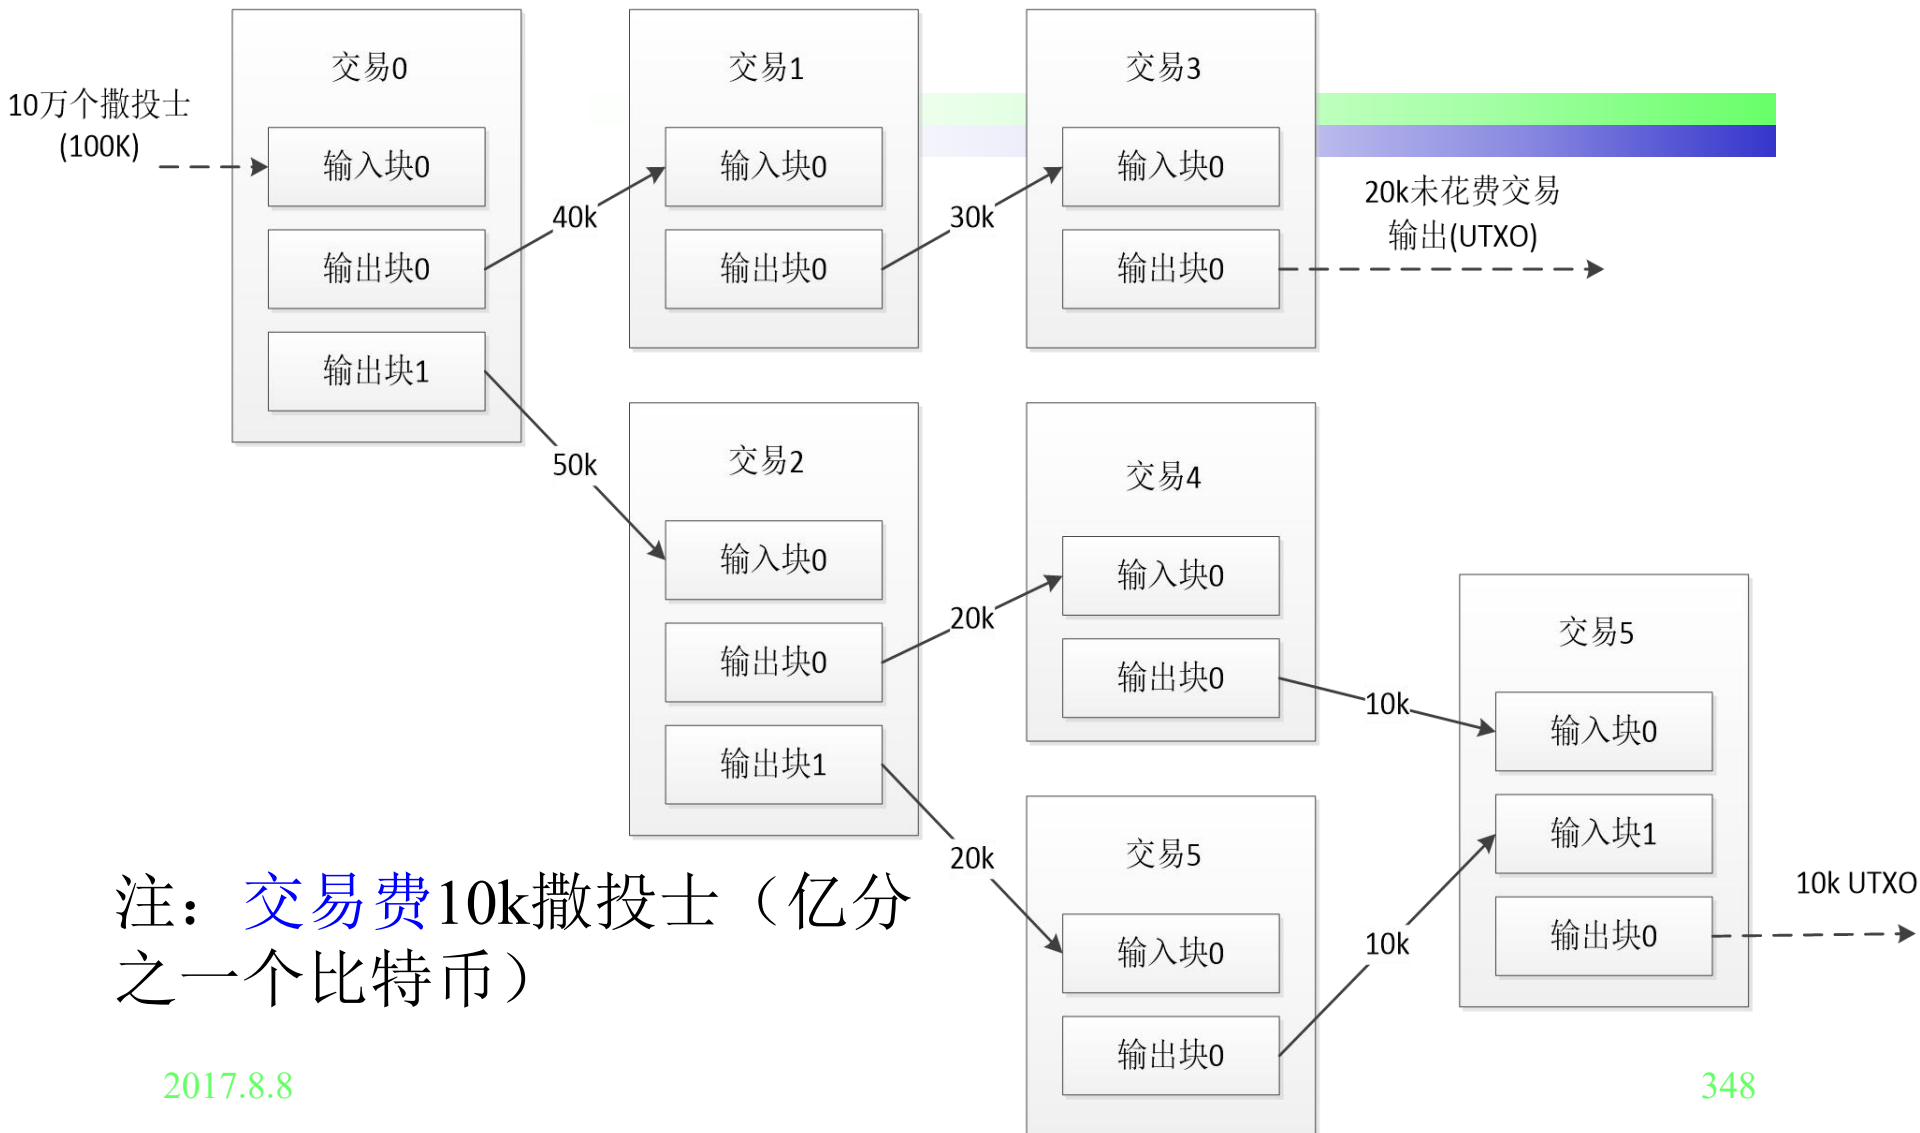 10万个撒投士
(100K)
交易0
输入块0
输出块0
输出块1
40k
50k
交易1
输入块0
输出块0
30k
交易3
输入块0
输出块0
20k未花费交易
输出(UTXO)
交易2
输入块0
输出块0
输出块1
20k
20k
交易4
输入块0
输出块0
10k
交易5
输入块0
输出块0
10k
交易5
输入块0
输入块1
输出块0
10k UTXO
注：交易费10k撒投士（亿分
之一个比特币）
2017.8.8
348